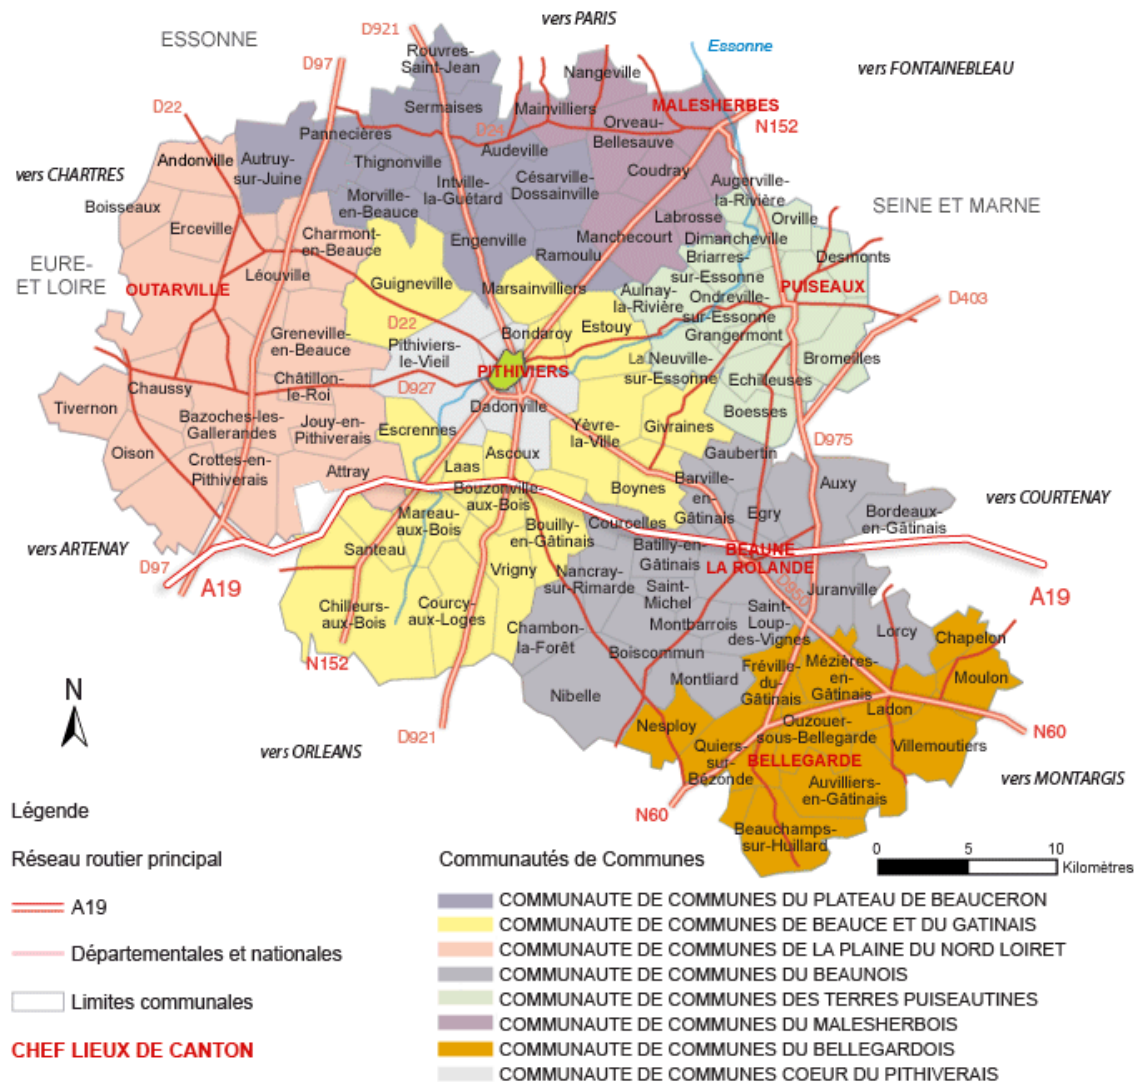 vers PARIS
ESSONNE
D921
Rouvres-
Saint-Jean
Essonne
D97
Nangeville
vers FONTAINEBLEAU
D22
Sermaises
Mainvilliers
MALESHERBES
N152
Pannecières
D24
Orveau-
Bellesauve
Audeville
Andonville
Autruy-
sur-Juine
Thignonville
Coudray
vers CHARTRES
Intville-
la-Guétard
Césarville-
Dossainville
Augerville-
la-Rivière
Morville-
en-Beauce
Boisseaux
SEINE ET MARNE
Labrosse
Orville
Erceville
Charmont-
en-Beauce
Engenville
Manchecourt
Dimancheville
Ramoulu
Briarres-
sur-Essonne
Desmonts
EURE-
ET LOIRE
Léouville
Guigneville
Marsainvilliers
OUTARVILLE
PUISEAUX
Aulnay-
la-Rivière
Ondreville-
sur-Essonne
D403
D22
Estouy
Bondaroy
Grangermont
Greneville-
en-Beauce
Pithiviers-
le-Vieil
La Neuville-
sur-Essonne
Bromeilles
PITHIVIERS
Chaussy
Châtillon-
le-Roi
D927
Echilleuses
Tivernon
Dadonville
Boesses
Bazoches-les-
Gallerandes
Jouy-en-
Pithiverais
Escrennes
Yèvre-
la-Ville
Givraines
D975
Oison
Crottes-en-
Pithiverais
Attray
Ascoux
Laas
Gaubertin
Barville-
en-
Gâtinais
Auxy
Bouzonville-
aux-Bois
Boynes
vers COURTENAY
Mareau-
aux-Bois
Bouilly-
en-Gâtinais
Courcelles
Egry
Bordeaux-
en-Gâtinais
vers ARTENAY
Santeau
Batilly-en-
Gâtinais
BEAUNE
LA ROLANDE
D97
A19
Vrigny
Nancray-
sur-Rimarde
D950
Juranville
A19
Saint-
Michel
Chilleurs-
aux-Bois
Courcy-
aux-Loges
Saint-
Loup-
des-Vignes
Chambon-
la-Forêt
Montbarrois
Lorcy
Chapelon
Boiscommun
N152
Fréville-
du-
Gâtinais
Mézières-
en-
Gâtinais
Montliard
Moulon
N
Nibelle
Ladon
Nesploy
Ouzouer-
sous-Bellegarde
N60
D921
vers ORLEANS
Quiers-
sur-
Bézonde
Villemoutiers
BELLEGARDE
vers MONTARGIS
Auvilliers-
en-Gâtinais
N60
Légende
Beauchamps-
sur-Huillard
0 5 10
Kilomètres
Réseau routier principal
A19
Départementales et nationales
Limites communales
CHEF LIEUX DE CANTON
Communautés de Communes
COMMUNAUTE DE COMMUNES DU PLATEAU DE BEAUCERON
COMMUNAUTE DE COMMUNES DE BEAUCE ET DU GATINAIS
COMMUNAUTE DE COMMUNES DE LA PLAINE DU NORD LOIRET
COMMUNAUTE DE COMMUNES DU BEAUNOIS
COMMUNAUTE DE COMMUNES DES TERRES PUISEAUTINES
COMMUNAUTE DE COMMUNES DU MALESHERBOIS
COMMUNAUTE DE COMMUNES DU BELLEGARDOIS
COMMUNAUTE DE COMMUNES COEUR DU PITHIVERAIS